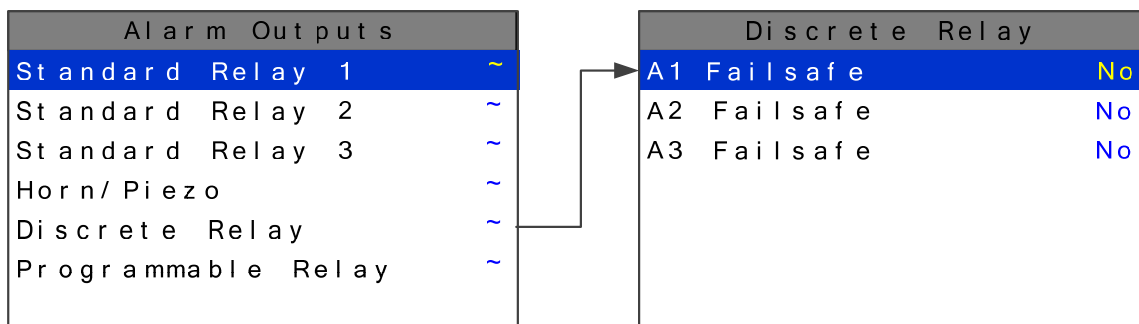 Alarm Outputs
Standard Relay 1 ~
Standard Relay 2 ~
Standard Relay 3 ~
Horn/Piezo ~
Discrete Relay ~
Programmable Relay ~
Discrete Relay
A1 Failsafe No
A2 Failsafe No
A3 Failsafe No